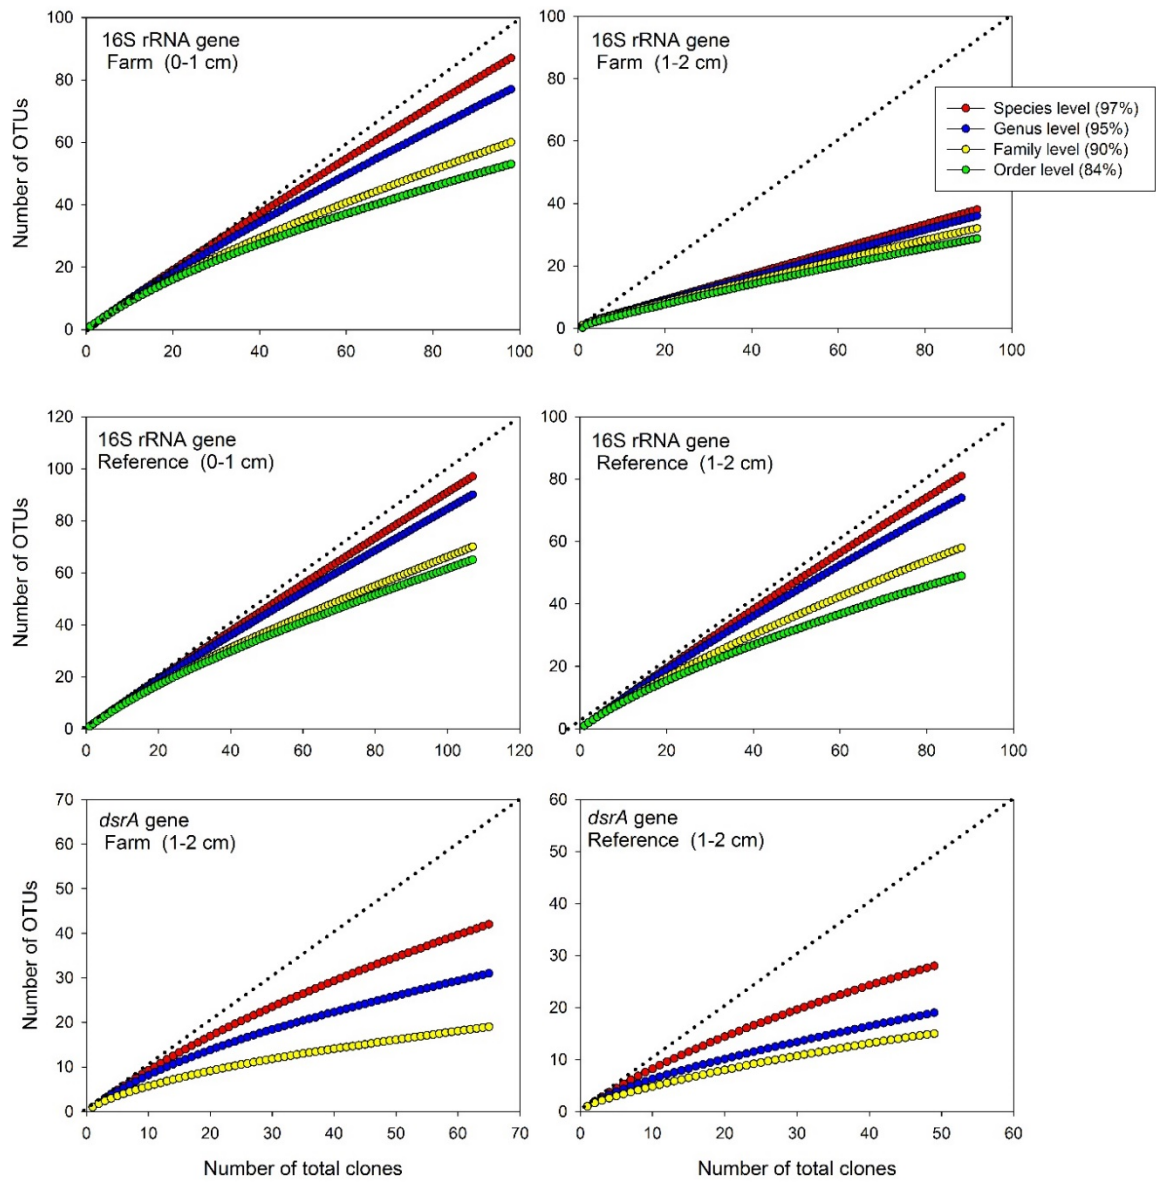 16S rRNA gene
Farm (0-1 cm)
Number of OTUs
100
80
60
40
20
0
0 20 40 60 80 100
16S rRNA gene
Farm (1-2 cm)
100
80
60
40
20
0
0 20 40 60 80 100
Species level (97%)
Genus level (95%)
Family level (90%)
Order level (84%)
16S rRNA gene
Reference (0-1 cm)
Number of OTUs
120
100
80
60
40
20
0
0 20 40 60 80 100 120
16S rRNA gene
Reference (1-2 cm)
100
80
60
40
20
0
0 20 40 60 80 100
dsrA gene
Farm (1-2 cm)
Number of OTUs
70
60
50
40
30
20
10
0
0 10 20 30 40 50 60 70
Number of total clones
dsrA gene
Reference (1-2 cm)
60
50
40
30
20
10
0
0 10 20 30 40 50 60
Number of total clones